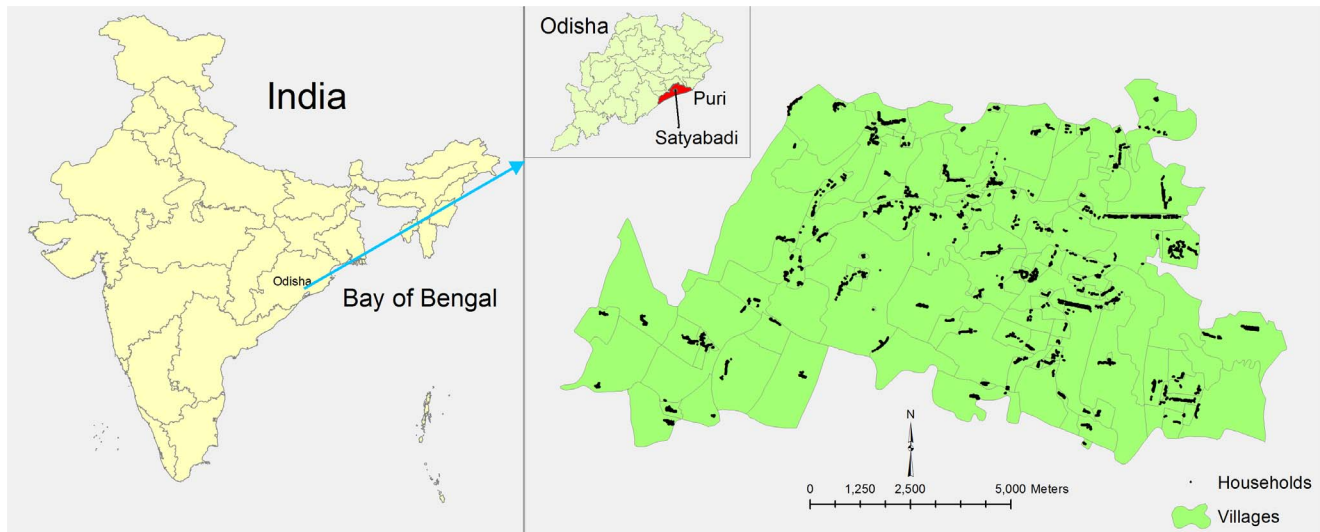 India
Odisha
Bay of Bengal
Odisha
Puri
Satyabadi
N
0 1,250 2,500 5,000 Meters
Households
Villages